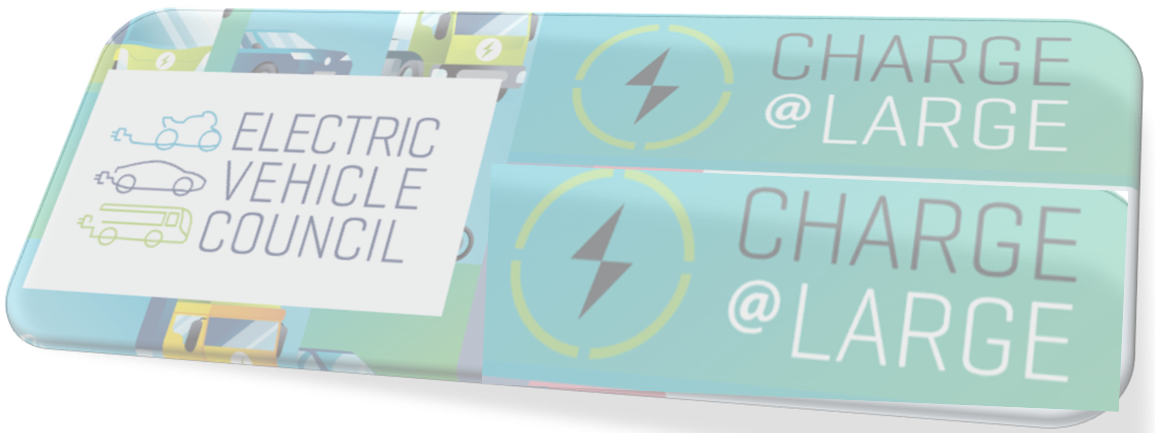 ELECTRIC
VEHICLE
COUNCIL
CHARGE
@LARGE
CHARGE
@LARGE